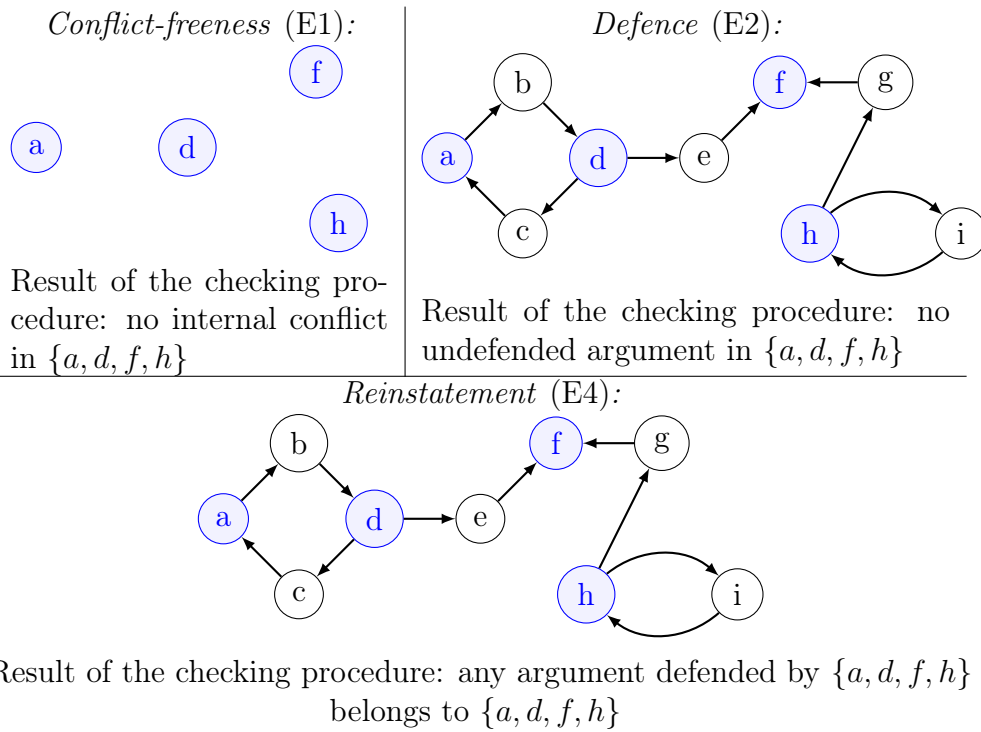 Conflict-freeness (E1):
f
a
d
h
Result of the checking pro-
cedure: no internal conflict
in {a, d, f, h}
Defence (E2):
b
f
g
a
d
e
c
h
i
Result of the checking procedure: no
undefended argument in {a, d, f, h}
Reinstatement (E4):
b
f
g
a
d
e
c
h
i
Result of the checking procedure: any argument defended by {a, d, f, h}
belongs to {a, d, f, h}